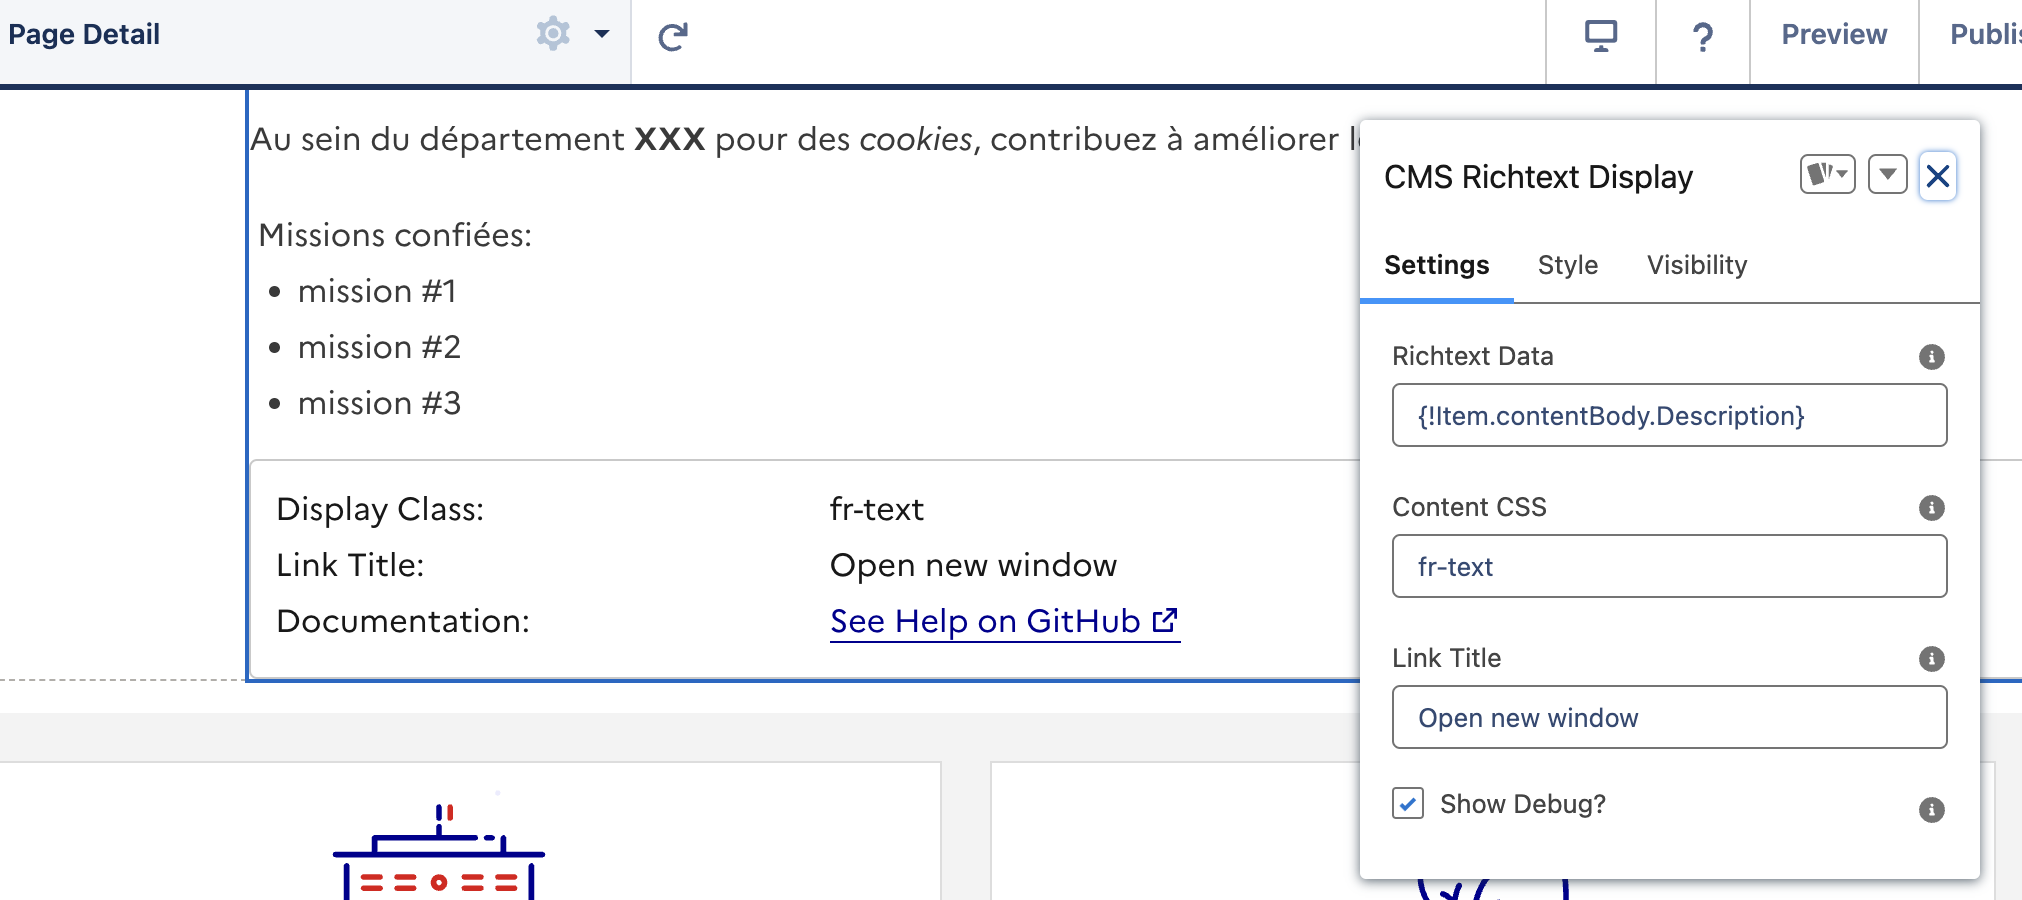 Page Detail
?
Preview
Publis
Au sein du département XXX pour des cookies, contribuez à améliorer
Missions confiées:
• mission #1
• mission #2
• mission #3
Display Class: fr-text
Link Title: Open new window
Documentation: See Help on GitHub
CMS Richtext Display
Settings Style Visibility
Richtext Data
{!Item.contentBody.Description}
Content CSS
fr-text
Link Title
Open new window
Show Debug?